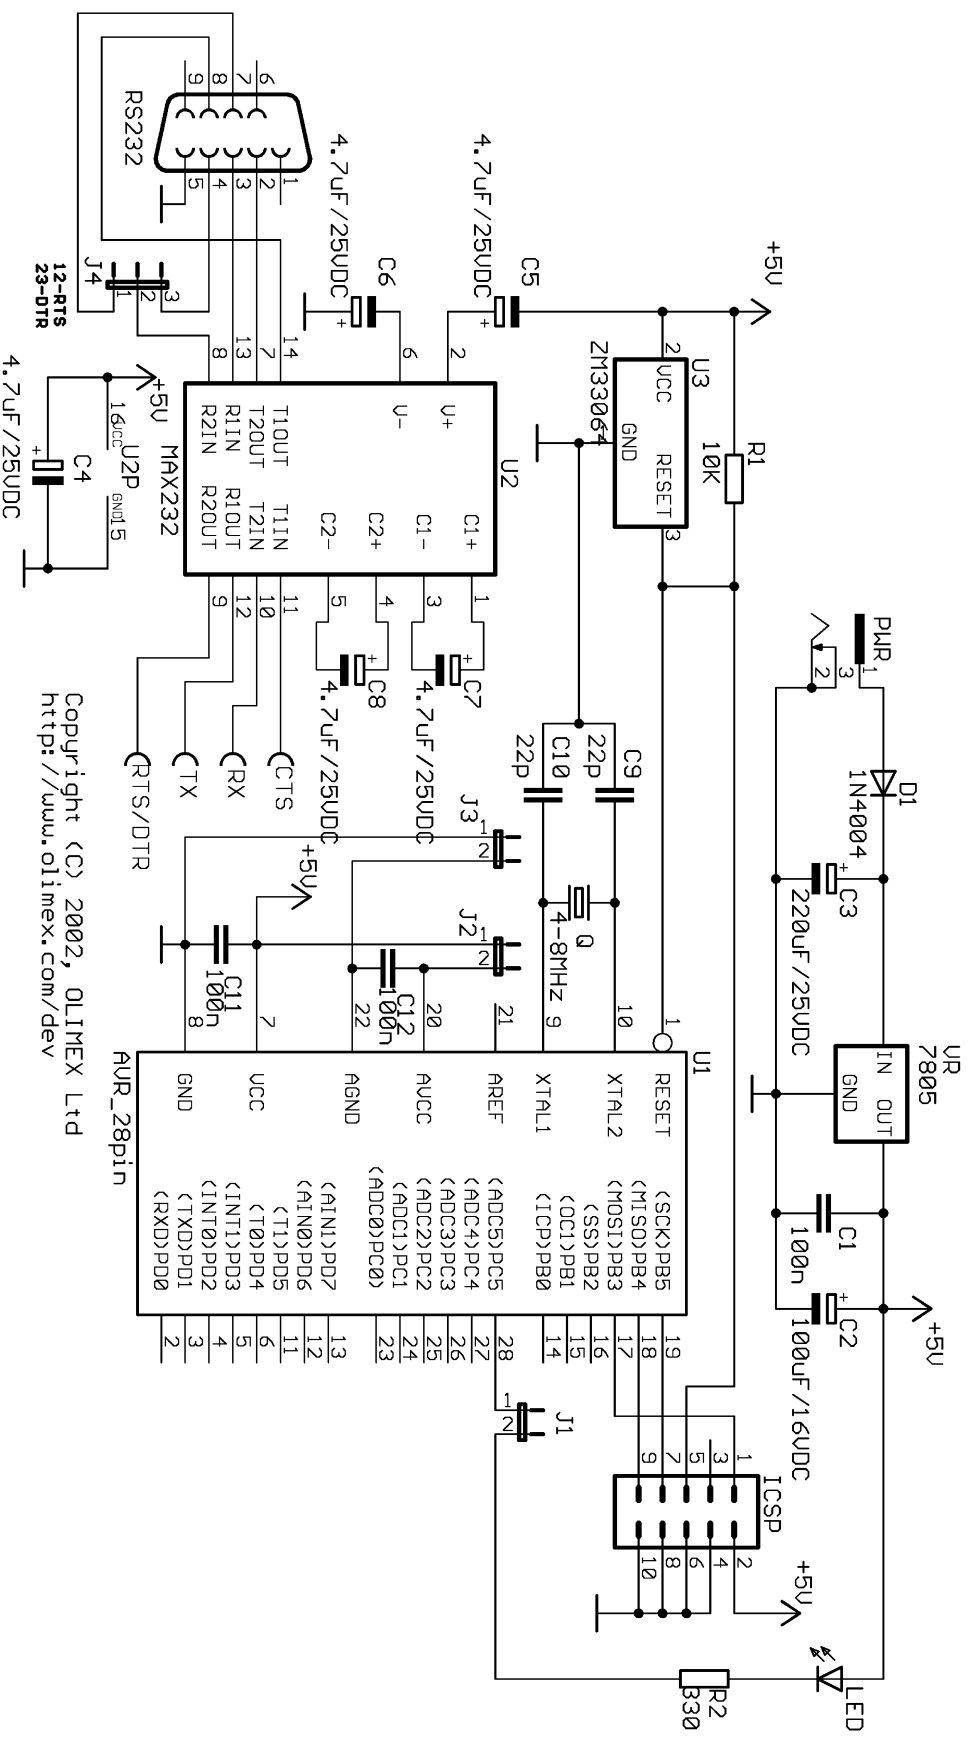 PWR
1
3
2
D1
1N4004
C3
+
220uF/25VDC
VR
7805
IN
OUT
GND
C1
100n
C2
+
100uF/16VDC
+5V
+5V
R1
10K
U3
2
VCC
RESET
3
GND
ZM33064
C5
4.7uF/25VDC
+
C6
4.7uF/25VDC
+
RS232
6
7
8
9
1
2
3
4
5
J4
1
2
3
12-RTS
23-DTR
U2
MAX232
2
V+
6
V-
14
T1OUT
7
T2OUT
13
R1IN
8
R2IN
C1+
1
C1-
3
C2+
4
C2-
5
T1IN
11
T2IN
10
R1OUT
12
R2OUT
9
C7
+
4.7uF/25VDC
C8
+
4.7uF/25VDC
CTS
RX
TX
RTS/DTR
+5V
16
VCC
U2P
GND
15
C4
+
4.7uF/25VDC
C9
22p
C10
22p
Q
4-8MHz
J3
1
2
J2
1
2
+5V
C11
100n
C12
100n
U1
AVR_28pin
1
RESET
10
XTAL2
9
XTAL1
21
AREF
20
AVCC
22
AGND
7
VCC
8
GND
(SCK)PB5
19
(MISO)PB4
18
(MOSI)PB3
17
(SS)PB2
16
(OC1)PB1
15
(ICP)PB0
14
(ADC5)PC5
28
(ADC4)PC4
27
(ADC3)PC3
26
(ADC2)PC2
25
(ADC1)PC1
24
(ADC0)PC0)
23
(AIN1)PD7
13
(AIN0)PD6
12
(T1)PD5
11
(T0)PD4
6
(INT1)PD3
5
(INT0)PD2
4
(TXD)PD1
3
(RXD)PD0
2
J1
1
2
ICSP
1
3
5
7
9
2
4
6
8
10
+5V
LED
R2
330
Copyright (C) 2002, OLIMEX Ltd
http://www.olimex.com/dev